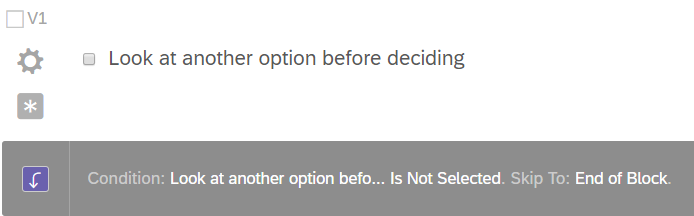 V1
Look at another option before deciding
Condition: Look at another option befo... Is Not Selected. Skip To: End of Block.